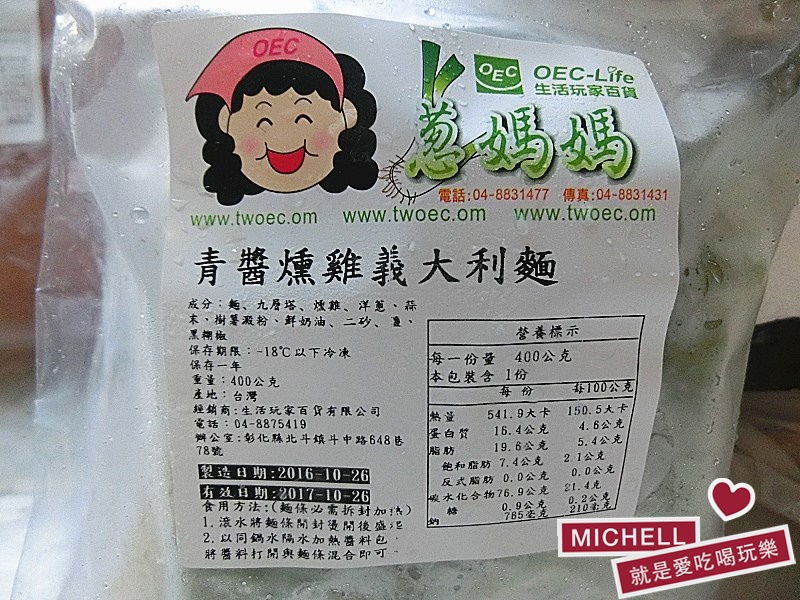 OEC
OEC
OEC-Life
生活玩家百貨
蔥媽媽
電話:04-8831477 傳真:04-8831431
www.twoec.om www.twoec.om www.twoec.om
青醬燻雞義大利麵
成分：麵、九層塔、燻雞、洋蔥、蒜
末、樹薯澱粉、鮮奶油、二砂、鹽、
黑楜椒
保存期限：-18℃以下冷凍
保存一年
重量：400公克
產地：台灣
經銷商：生活玩家百貨有限公司
電話：04-8875419
辦公室：彰化縣北斗鎮斗中路648巷
78號
製造日期:2016-10-26
有效日期:2017-10-26
食用方法：(麵條必需拆封加熱)
1.滾水將麵條開封燙開後盛起
2.以同鍋水隔水加熱醬料包，
將醬料打開與麵條混合即可
營養標示
每一份量 400公克
本包裝含 1份
每份 每100公克
熱量 541.9大卡 150.5大卡
蛋白質 16.4公克 4.6公克
脂肪 19.6公克 5.4公克
飽和脂肪 7.4公克 2.1公克
反式脂肪 0.0公克 0.0公克
碳水化合物 76.9公克 21.4克
糖 0.9公克 0.2公克
鈉 765毫克 210毫克
MICHELL
就是愛吃喝玩樂